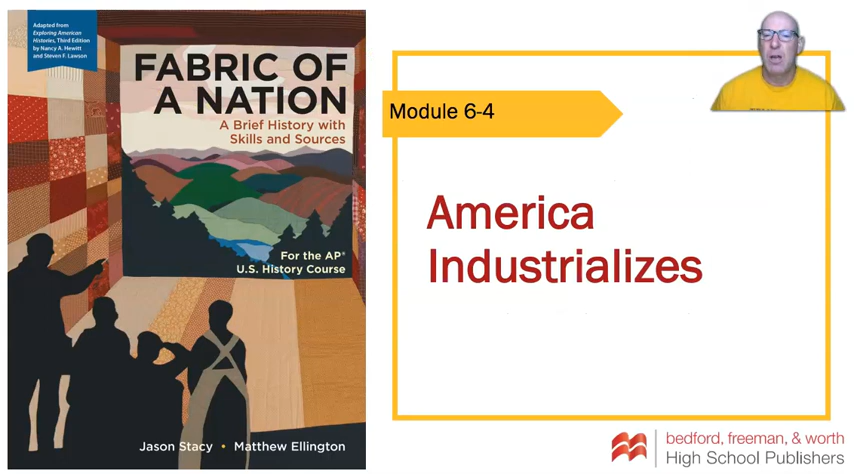 Adapted from
Exploring American
Histories, Third Edition
by Nancy A. Hewitt
and Steven F. Lawson
FABRIC OF
A NATION
A Brief History with
Skills and Sources
For the AP®
U.S. History Course
Jason Stacy • Matthew Ellington
Module 6-4
America
Industrializes
bedford, freeman, & worth
High School Publishers